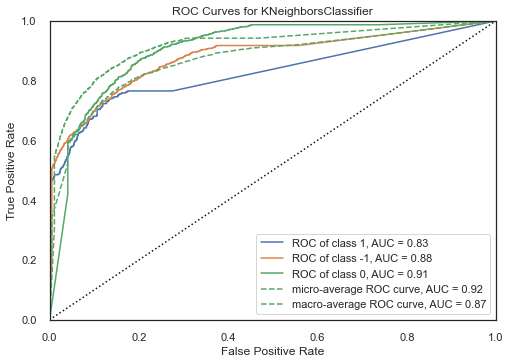 ROC Curves for KNeighborsClassifier
1.0
0.8
0.6
0.4
0.2
0.0
True Positive Rate
ROC of class 1, AUC = 0.83
ROC of class -1, AUC = 0.88
ROC of class 0, AUC = 0.91
micro-average ROC curve, AUC = 0.92
macro-average ROC curve, AUC = 0.87
0.0 0.2 0.4 0.6 0.8 1.0
False Positive Rate